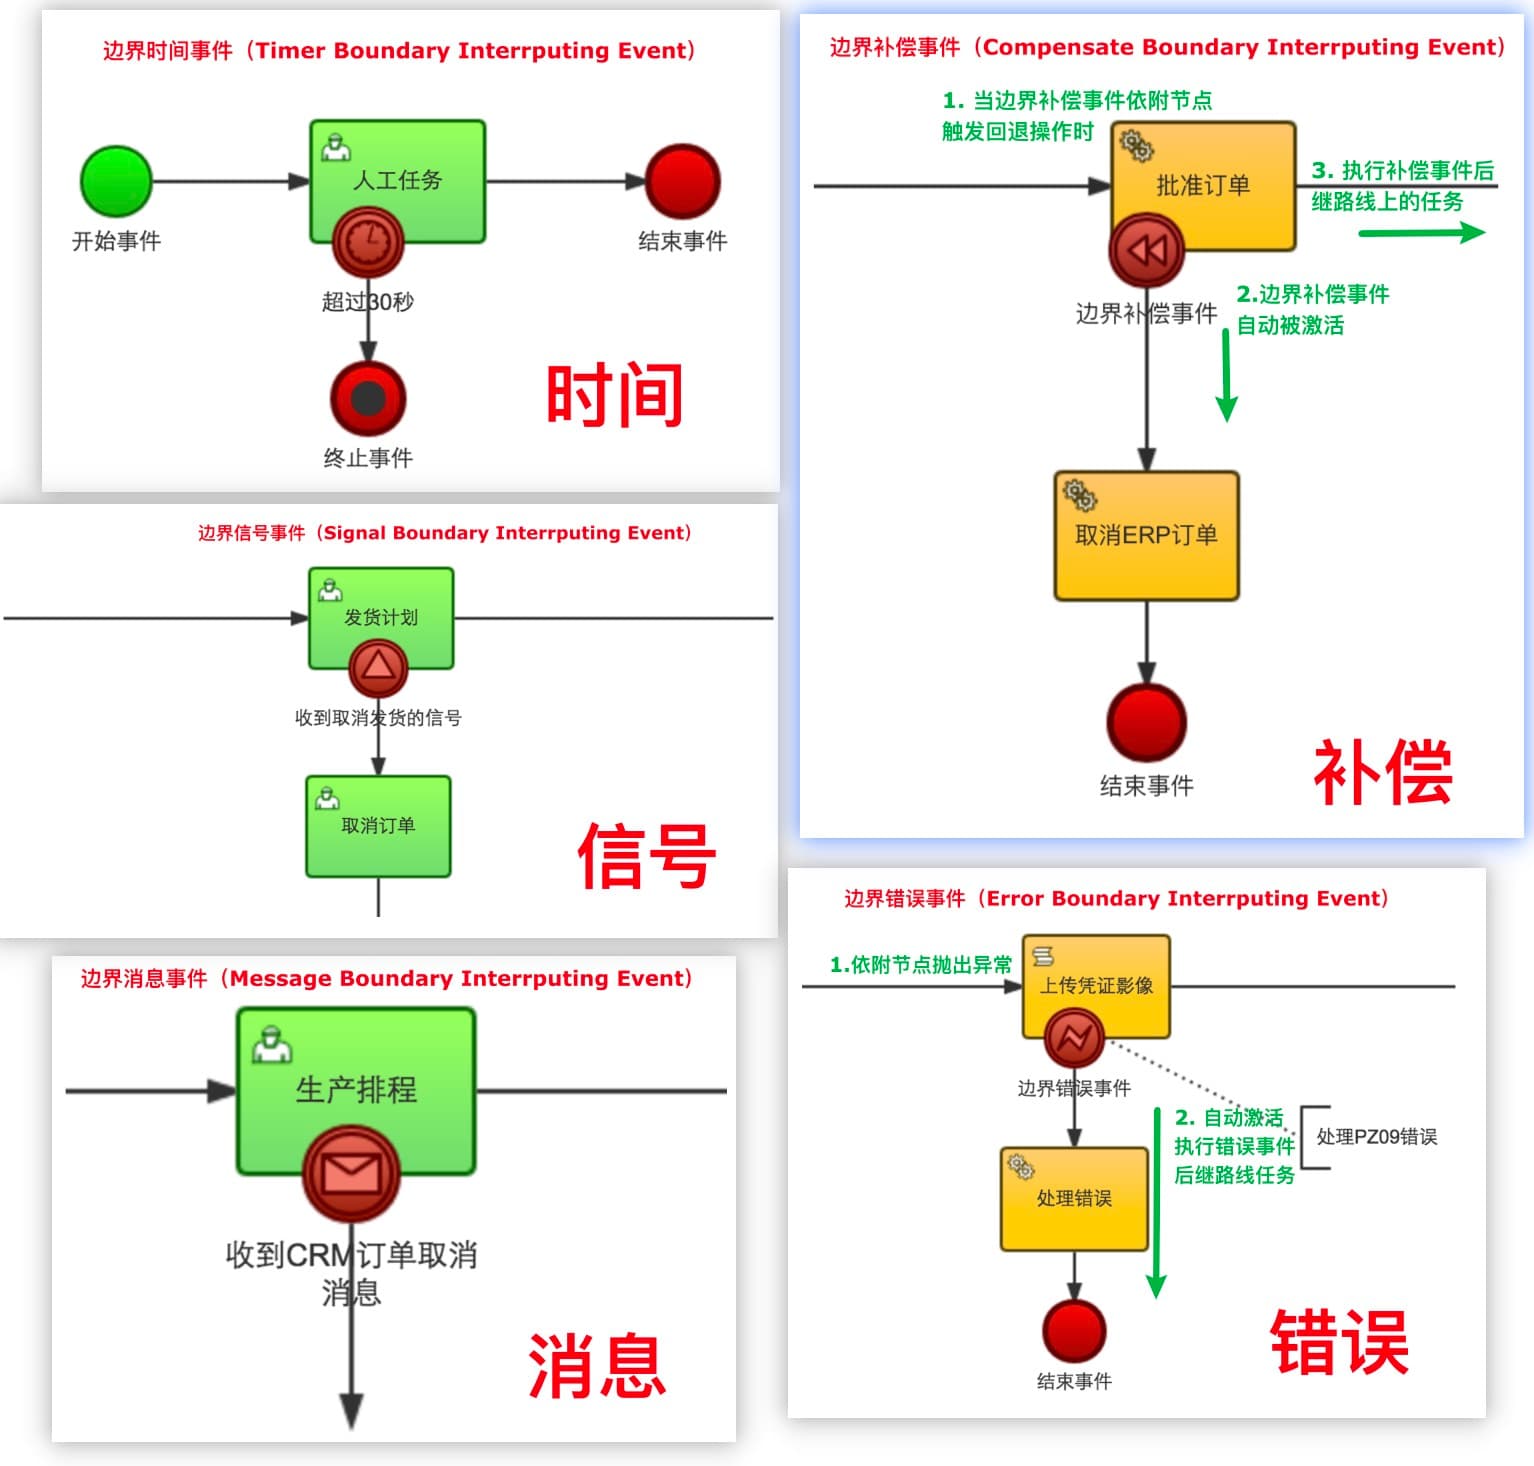 边界时间事件（Timer Boundary Interrputing Event）
人工任务
开始事件
结束事件
超过30秒
终止事件
时间
边界补偿事件（Compensate Boundary Interrputing Event）
1. 当边界补偿事件依附节点
触发回退操作时
批准订单
3. 执行补偿事件后
继路线上的任务
边界补偿事件
2.边界补偿事件
自动被激活
取消ERP订单
结束事件
补偿
边界信号事件（Signal Boundary Interrputing Event）
发货计划
收到取消发货的信号
取消订单
信号
边界消息事件（Message Boundary Interrputing Event）
生产排程
收到CRM订单取消
消息
消息
边界错误事件（Error Boundary Interrputing Event）
1.依附节点抛出异常
上传凭证影像
边界错误事件
2. 自动激活
执行错误事件
后继路线任务
处理PZ09错误
处理错误
结束事件
错误